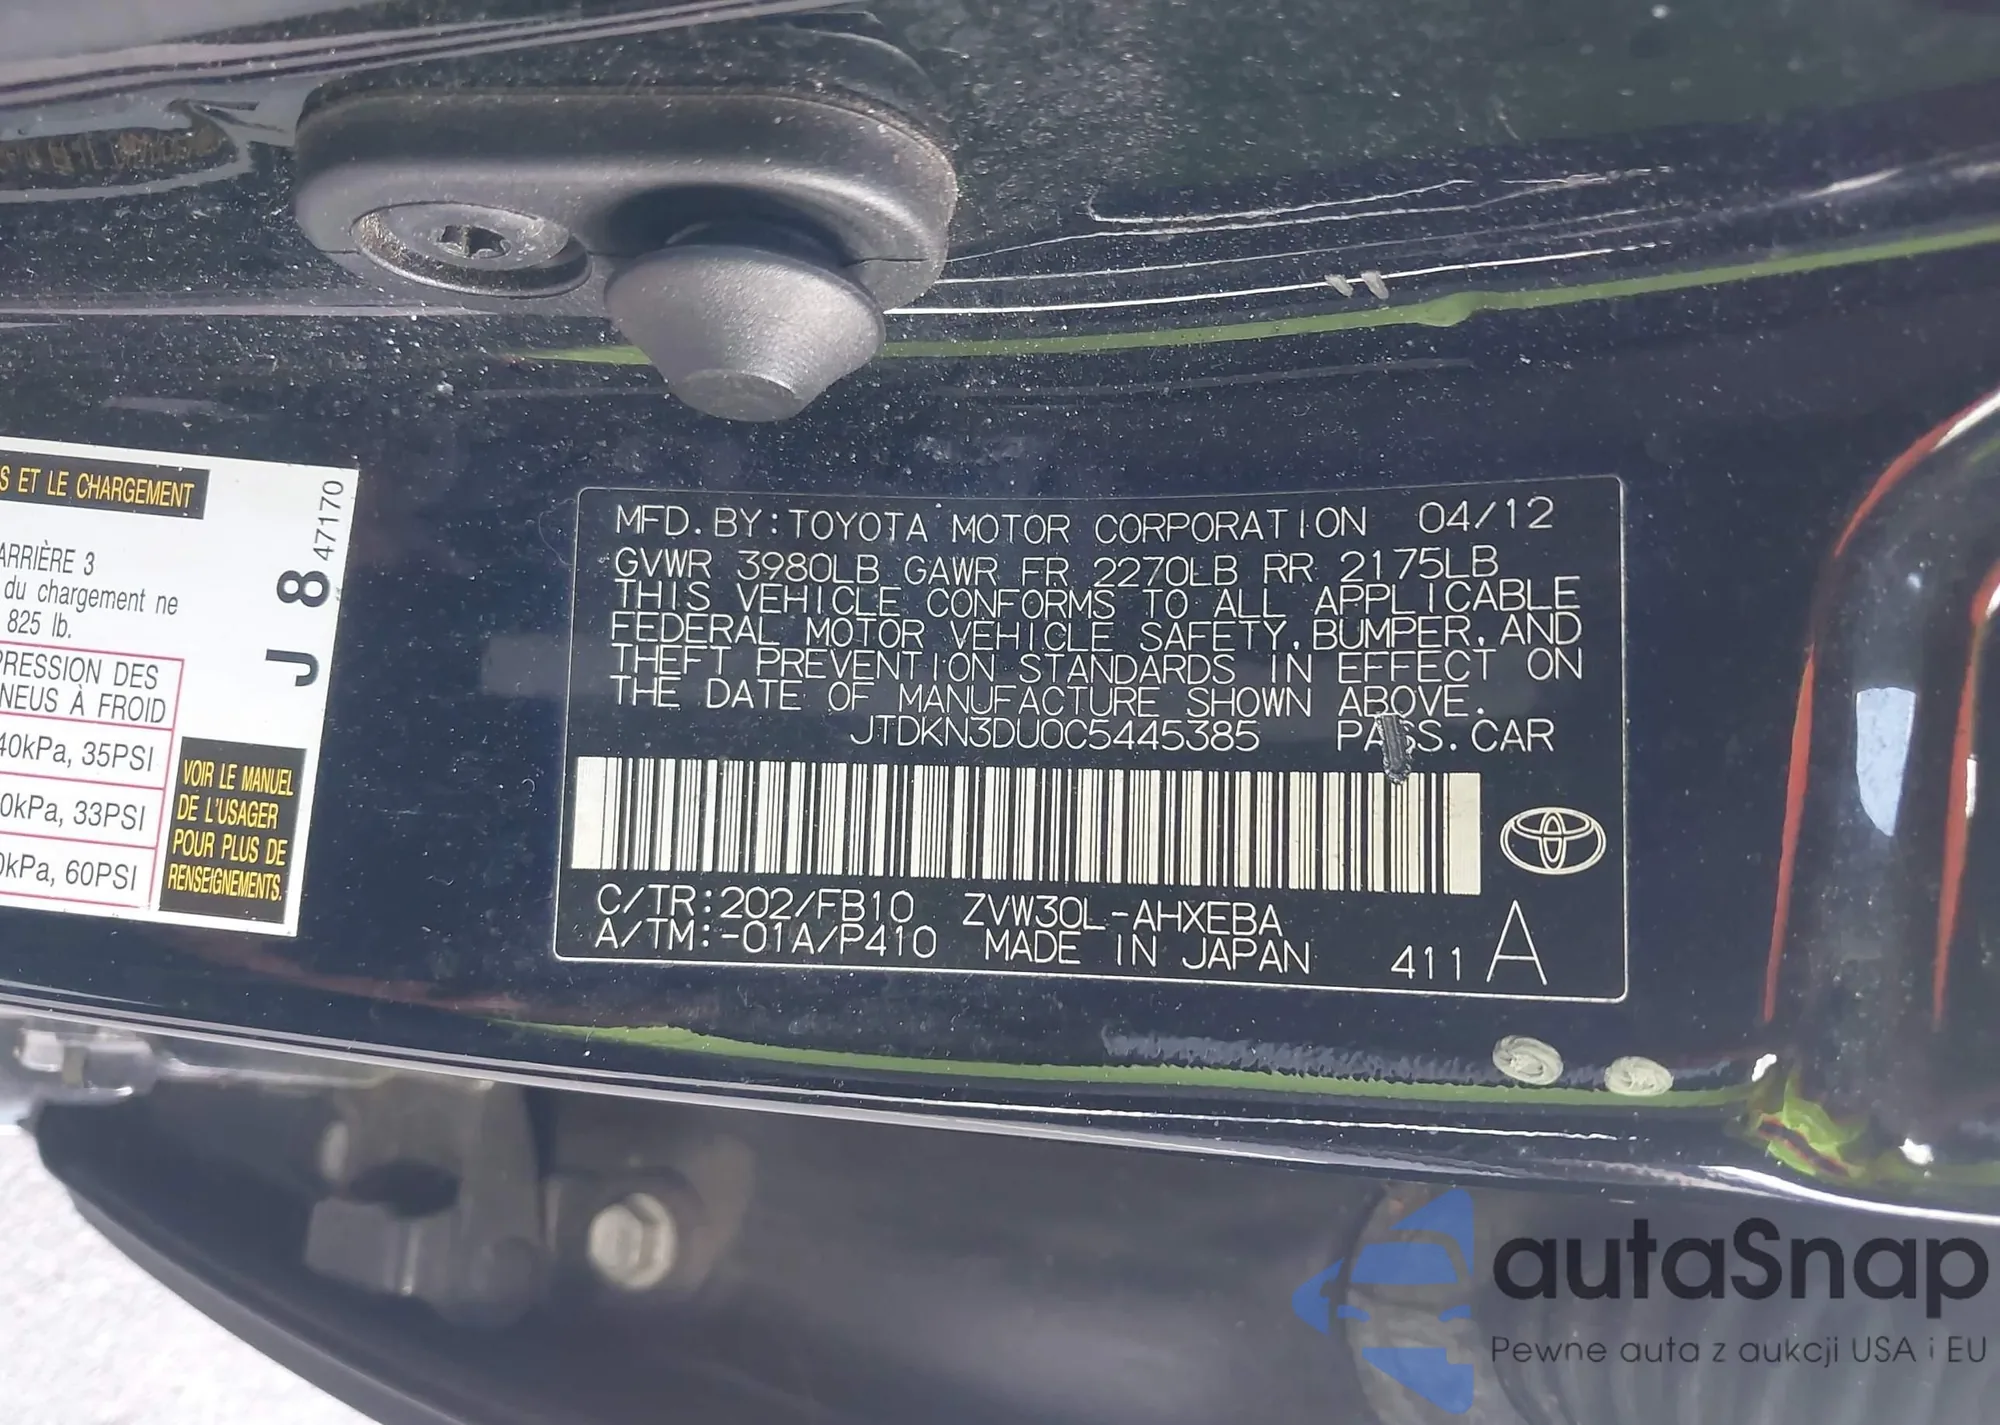 S ET LE CHARGEMENT
ARRIÈRE 3
du chargement ne
825 lb.
PRESSION DES
NEUS À FROID
40kPa, 35PSI
0kPa, 33PSI
0kPa, 60PSI
J 8 47170
VOIR LE MANUEL
DE L'USAGER
POUR PLUS DE
RENSEIGNEMENTS.
MFD. BY: TOYOTA MOTOR CORPORATION 04/12
GVWR 3980LB GAWR FR 2270LB RR 2175LB
THIS VEHICLE CONFORMS TO ALL APPLICABLE
FEDERAL MOTOR VEHICLE SAFETY, BUMPER, AND
THEFT PREVENTION STANDARDS IN EFFECT ON
THE DATE OF MANUFACTURE SHOWN ABOVE.
JTDKN3DU0C5445385 PASS. CAR
C/TR: 202/FB10 ZVW30L-AHXEBA
A/TM: -01A/P410 MADE IN JAPAN 411 A
autaSnap
Pewne auta z aukcji USA i EU